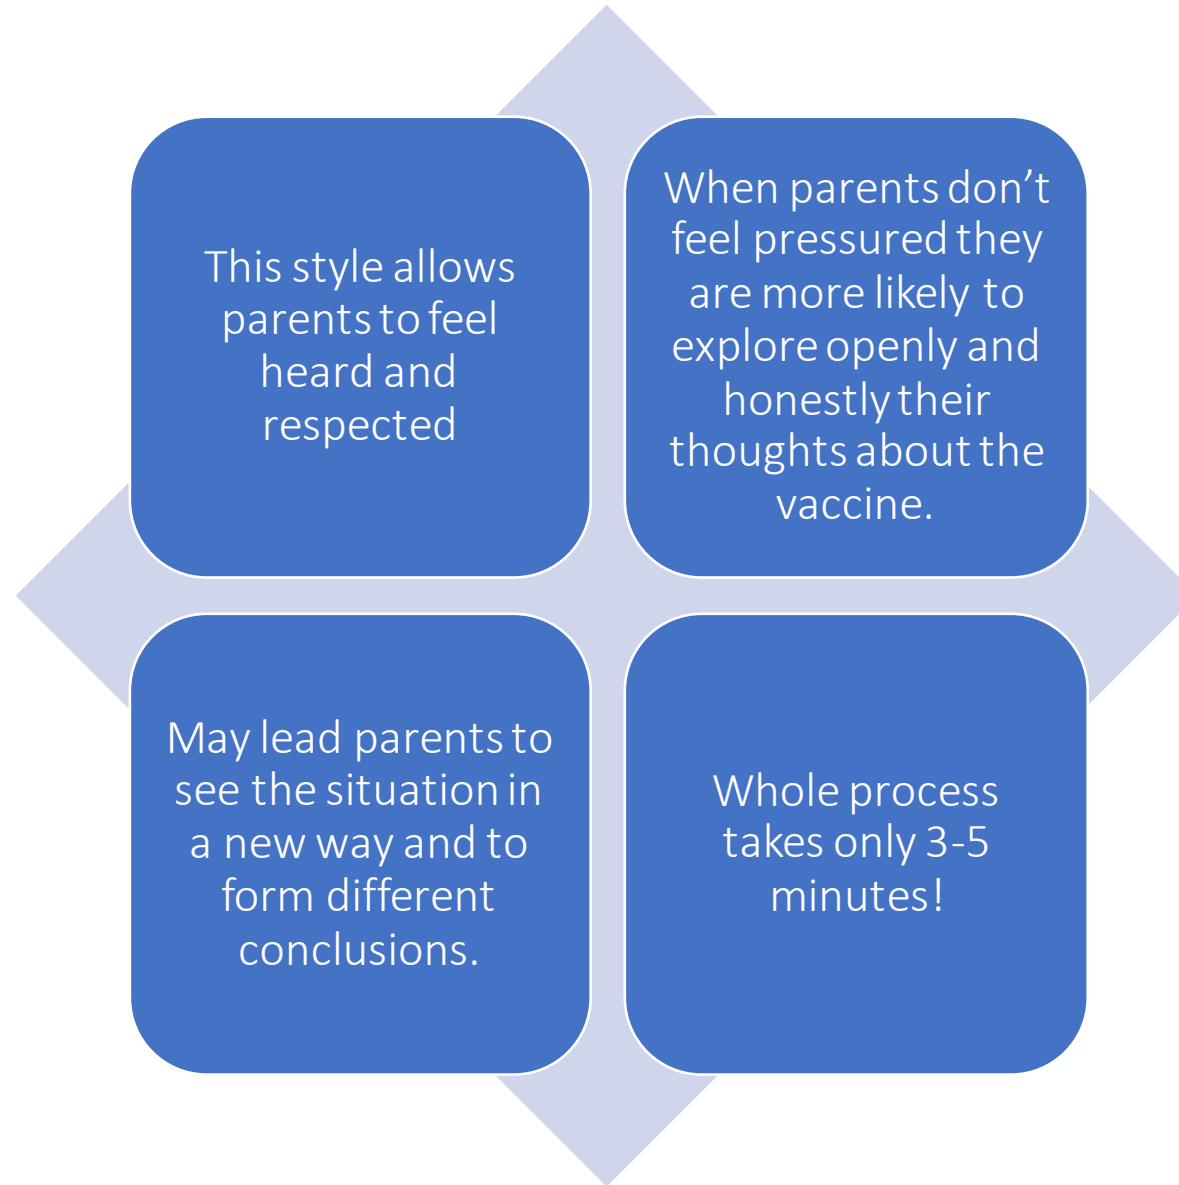 This style allows
parents to feel
heard and
respected
When parents don’t
feel pressured they
are more likely to
explore openly and
honestly their
thoughts about the
vaccine.
May lead parents to
see the situation in
a new way and to
form different
conclusions.
Whole process
takes only 3-5
minutes!